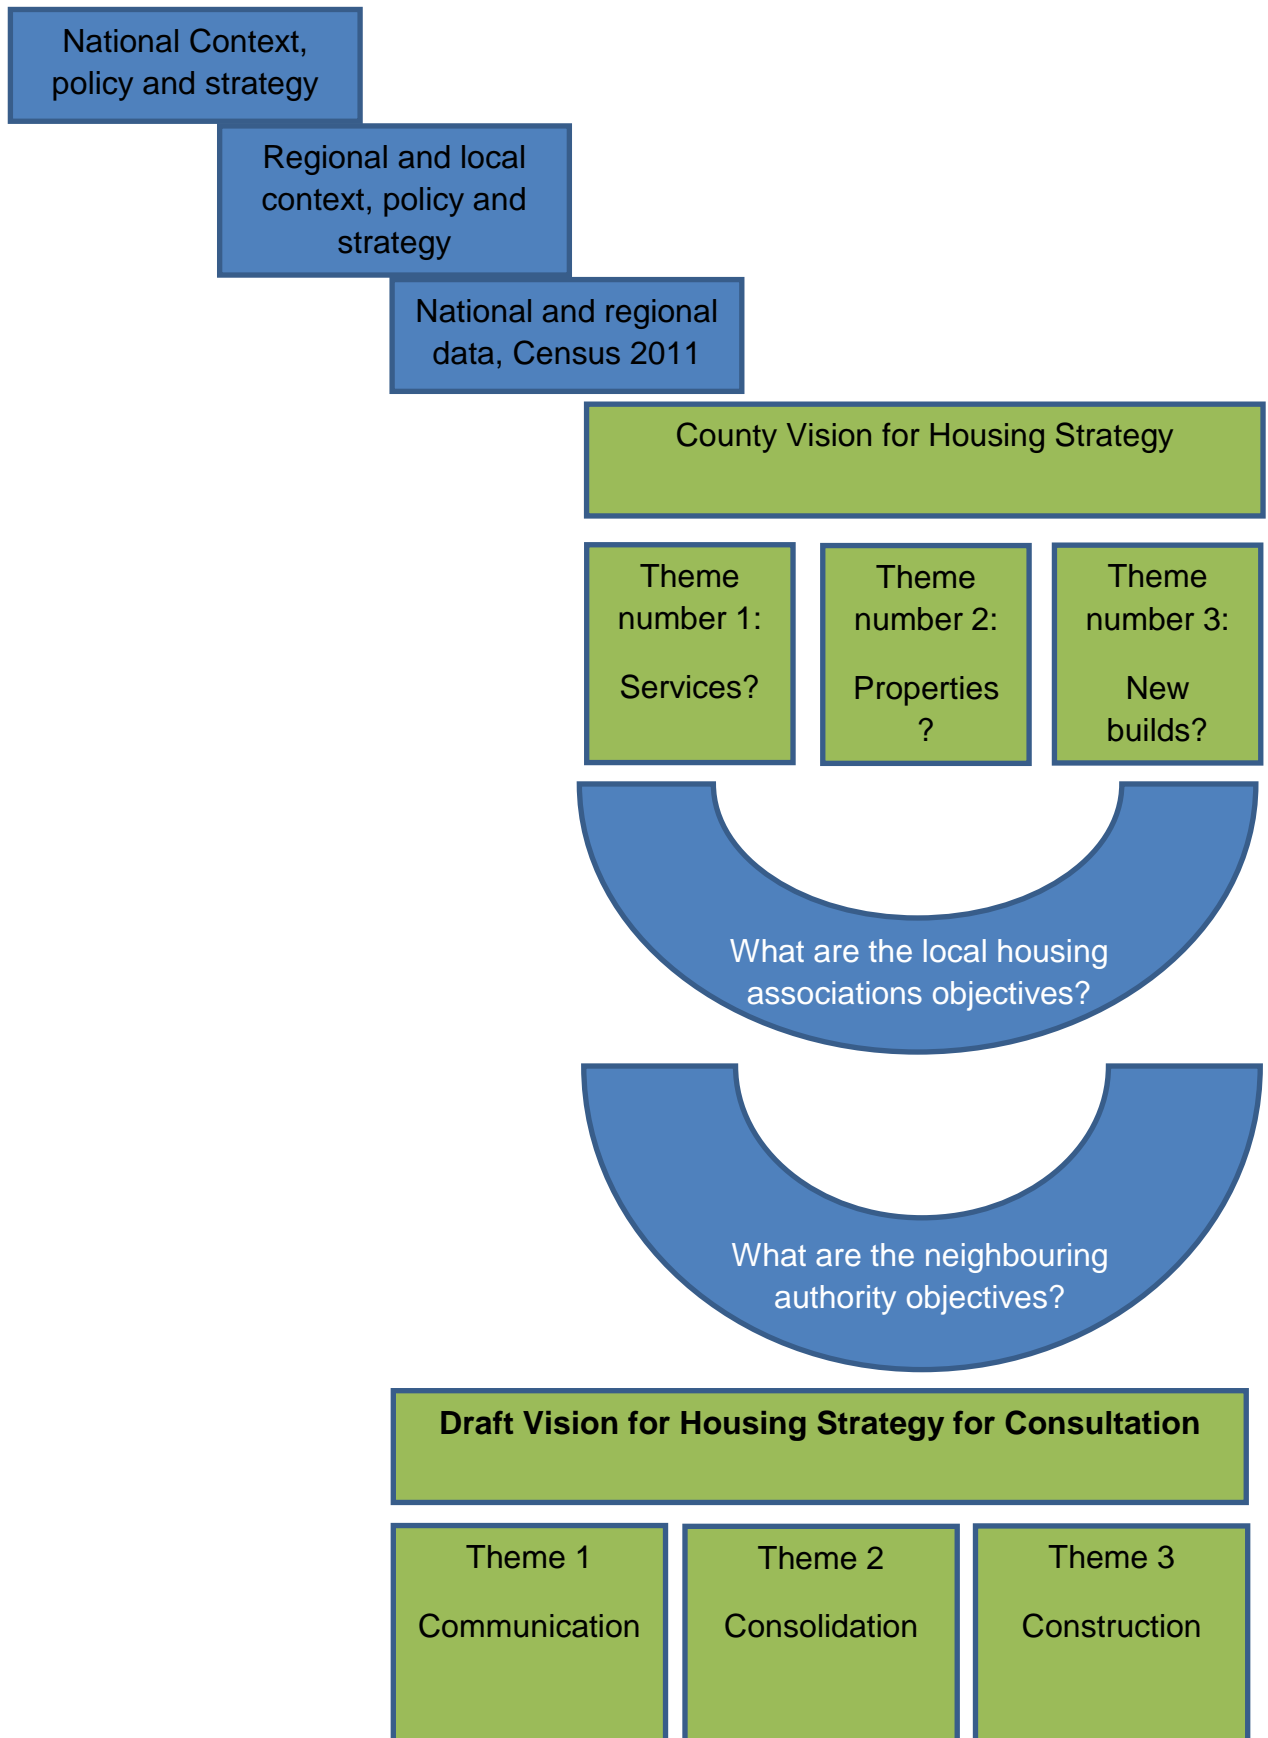 National Context,
policy and strategy
Regional and local
context, policy and
strategy
National and regional
data, Census 2011
County Vision for Housing Strategy
Theme
number 1:
Services?
Theme
number 2:
Properties
?
Theme
number 3:
New
builds?
What are the local housing
associations objectives?
What are the neighbouring
authority objectives?
Draft Vision for Housing Strategy for Consultation
Theme 1
Communication
Theme 2
Consolidation
Theme 3
Construction